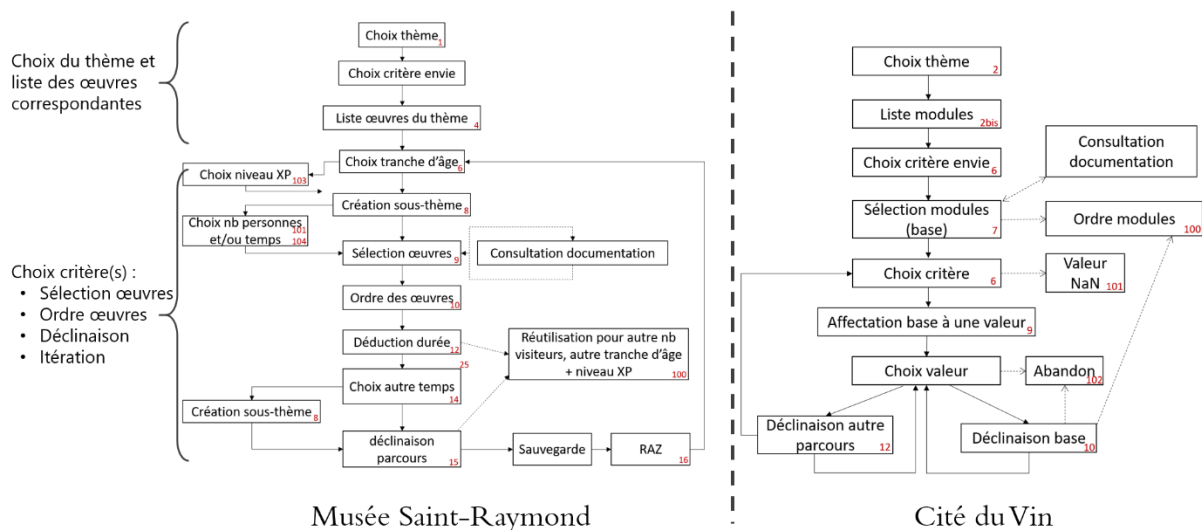 Choix du thème et
liste des œuvres
correspondantes
Choix thème
1
Choix critère envie
Liste œuvres du thème
4
Choix tranche d'âge
6
Choix niveau XP
103
Création sous-thème
8
Choix nb personnes
101
et/ou temps
104
Sélection œuvres
9
Consultation documentation
Choix critère(s) :
• Sélection œuvres
• Ordre œuvres
• Déclinaison
• Itération
Ordre des œuvres
10
Déduction durée
12
Réutilisation pour autre nb
visiteurs, autre tranche d'âge
+ niveau XP
100
25
Choix autre temps
14
Création sous-thème
8
déclinaison
parcours
15
Sauvegarde
RAZ
16
Musée Saint-Raymond
Choix thème
2
Liste modules
2bis
Choix critère envie
6
Consultation
documentation
Sélection modules
(base)
7
Ordre modules
100
Choix critère
6
Valeur
NaN
101
Affectation base à une valeur
9
Choix valeur
Abandon
102
Déclinaison autre
parcours
12
Déclinaison base
10
Cité du Vin